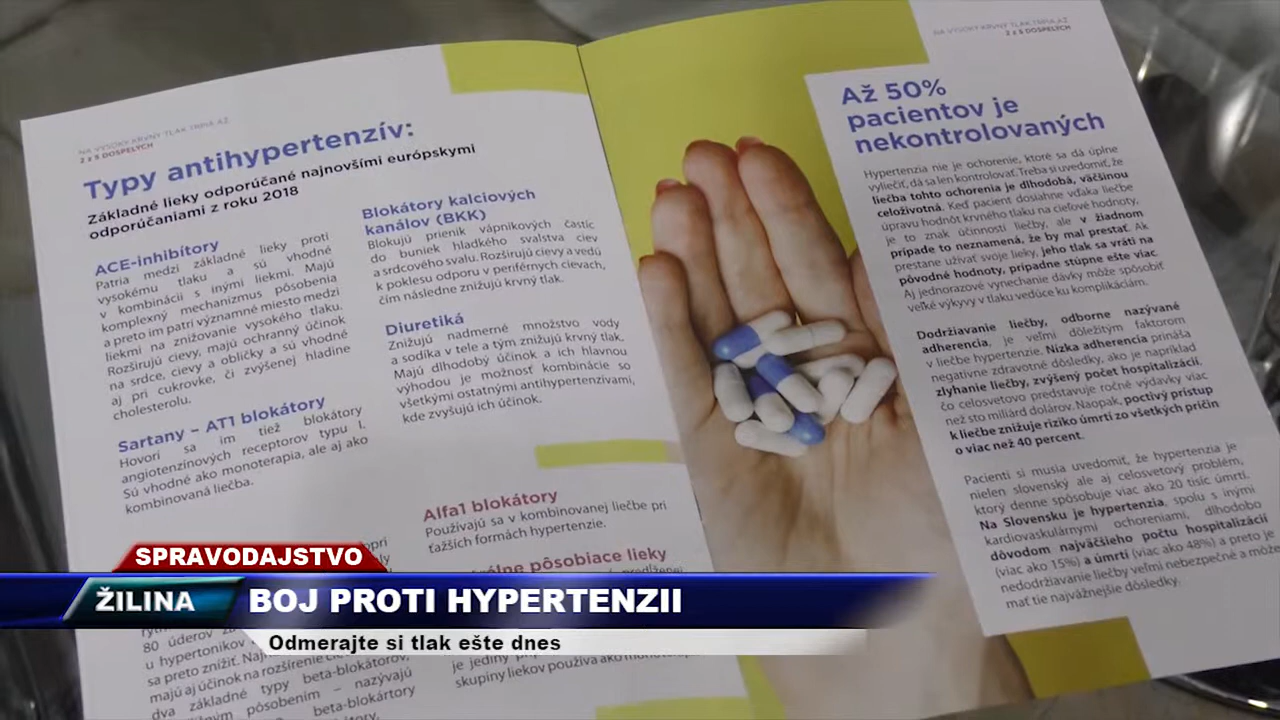 NA VYSOKÝ KRVNÝ TLAK TRPIA AŽ
2 z 5 DOSPELÝCH
Typy antihypertenzív:
Základné lieky odporúčané najnovšími európskymi
odporúčaniami z roku 2018
ACE-inhibítory
Patria medzi základné lieky proti
vysokému tlaku a sú vhodné
v kombinácii s inými liekmi. Majú
komplexný mechanizmus pôsobenia
a preto im patrí významné miesto medzi
liekmi na znižovanie vysokého tlaku.
Rozširujú cievy, majú ochranný účinok
na srdce, cievy a obličky a sú vhodné
aj pri cukrovke, či zvýšenej hladine
cholesterolu.
Sartany – AT1 blokátory
Hovorí sa im tiež blokátory
angiotenzínových receptorov typu I.
Sú vhodné ako monoterapia, ale aj ako
kombinovaná liečba.
80 úderov za
u hypertonikov
sa preto znížiť.
majú aj účinok na rozšírenie
dva základné typy beta-blokátorov,
pôsobením – nazývajú
beta-blokátory
Blokátory kalciových
kanálov (BKK)
Blokujú prienik vápnikových častíc
do buniek hladkého svalstva ciev
a srdcového svalu. Rozširujú cievy a vedú
k poklesu odporu v periférnych cievach,
čím následne znižujú krvný tlak.
Diuretiká
Znižujú nadmerné množstvo vody
a sodíka v tele a tým znižujú krvný tlak.
Majú dlhodobý účinok a ich hlavnou
výhodou je možnosť kombinácie so
všetkými ostatnými antihypertenzívami,
kde zvyšujú ich účinok.
Alfa1 blokátory
Používajú sa v kombinovanej liečbe pri
ťažších formách hypertenzie.
pôsobiace lieky
je jediný
skupiny liekov používa ako
NA VYSOKÝ KRVNÝ TLAK TRPIA AŽ
2 z 5 DOSPELÝCH
Až 50%
pacientov je
nekontrolovaných
Hypertenzia nie je ochorenie, ktoré sa dá úplne
vyliečiť, dá sa len kontrolovať. Treba si uvedomiť, že
liečba tohto ochorenia je dlhodobá, väčšinou
celoživotná. Keď pacient dosiahne vďaka liečbe
úpravu hodnôt krvného tlaku na cieľové hodnoty,
je to znak účinnosti liečby, ale v žiadnom
prípade to neznamená, že by mal prestať. Ak
prestane užívať svoje lieky, jeho tlak sa vráti na
pôvodné hodnoty, prípadne stúpne ešte viac.
Aj jednorazové vynechanie dávky môže spôsobiť
veľké výkyvy v tlaku vedúce ku komplikáciám.
Dodržiavanie liečby, odborne nazývané
adherencia, je veľmi dôležitým faktorom
v liečbe hypertenzie. Nízka adherencia prináša
negatívne zdravotné dôsledky, ako je napríklad
zlyhanie liečby, zvýšený počet hospitalizácií,
čo celosvetovo predstavuje ročné výdavky viac
než sto miliárd dolárov. Naopak, poctivý prístup
k liečbe znižuje riziko úmrtí zo všetkých príčin
o viac než 40 percent.
Pacienti si musia uvedomiť, že hypertenzia je
nielen slovenský ale aj celosvetový problém,
ktorý denne spôsobuje viac ako 20 tisíc úmrtí.
Na Slovensku je hypertenzia, spolu s inými
kardiovaskulárnymi ochoreniami, dlhodobo
dôvodom najväčšieho počtu hospitalizácií
(viac ako 15%) a úmrtí (viac ako 48%) a preto je
nedodržiavanie liečby veľmi nebezpečné a môže
mať tie najvážnejšie dôsledky.
SPRAVODAJSTVO
ŽILINA
BOJ PROTI HYPERTENZII
Odmerajte si tlak ešte dnes